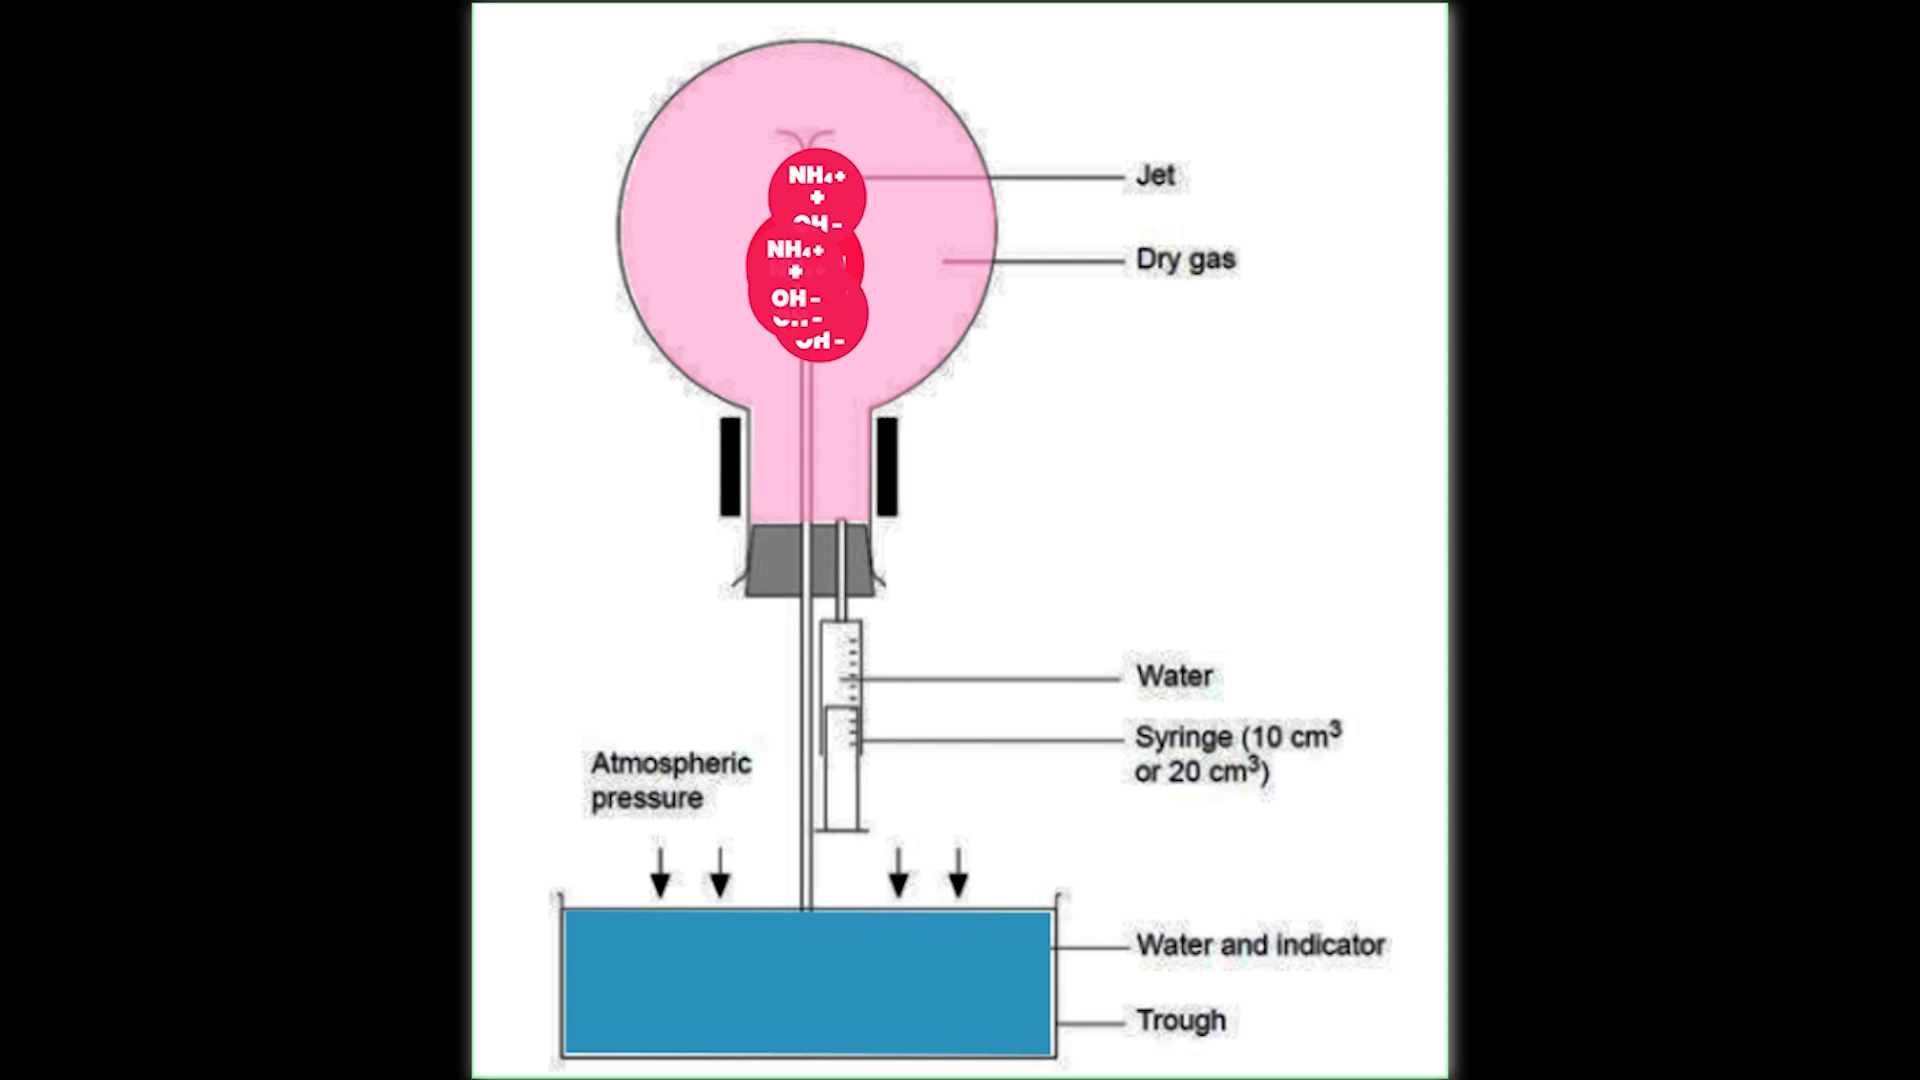 NH₄+
+
OH-
NH₄+
+
OH-
OH-
Jet
Dry gas
Water
Syringe (10 cm³
or 20 cm³)
Atmospheric
pressure
Water and indicator
Trough